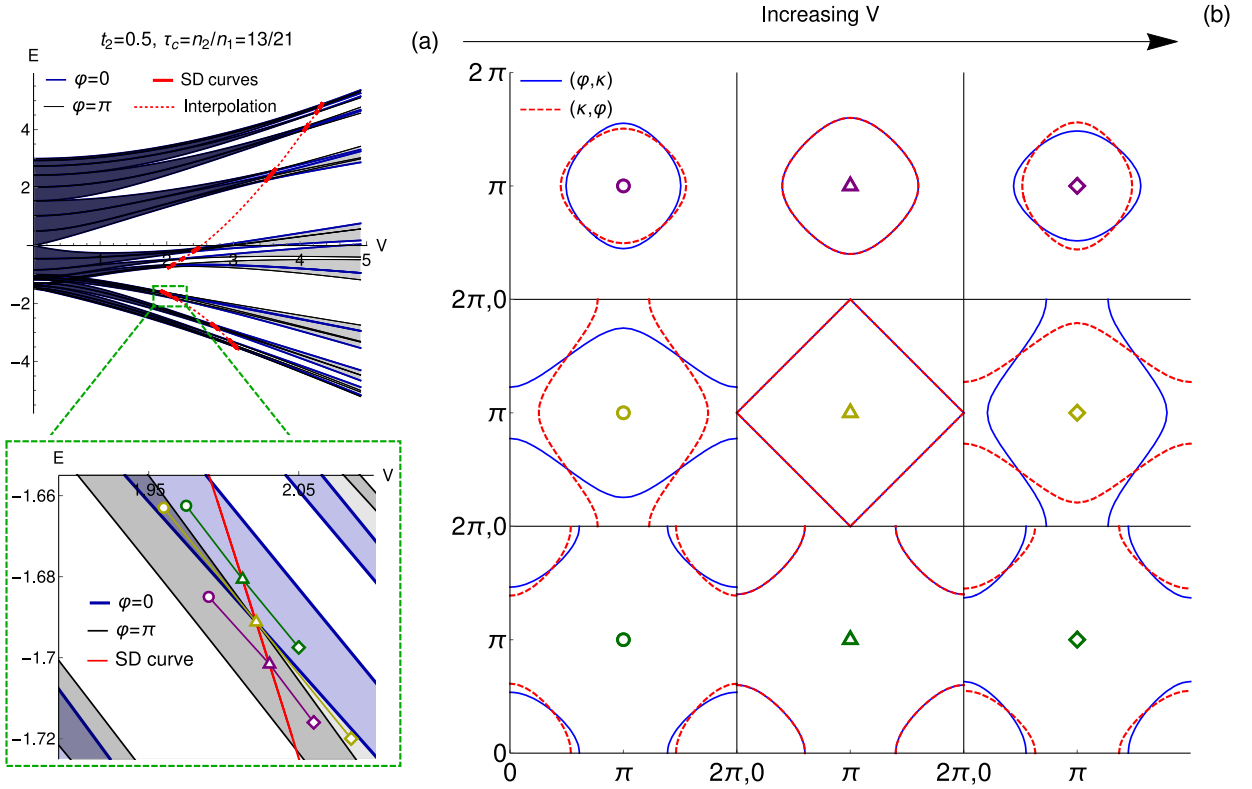 t₂=0.5, τ_c=n₂/n₁=13/21
(a)
E
φ=0
SD curves
φ=π
Interpolation
4
2
1
2
3
4
5
V
−2
−4
E
V
1.95
2.05
−1.66
−1.68
−1.7
−1.72
φ=0
φ=π
SD curve
Increasing V
(b)
2π
(φ,κ)
(κ,φ)
π
2π,0
π
2π,0
π
0
0
π
2π,0
π
2π,0
π